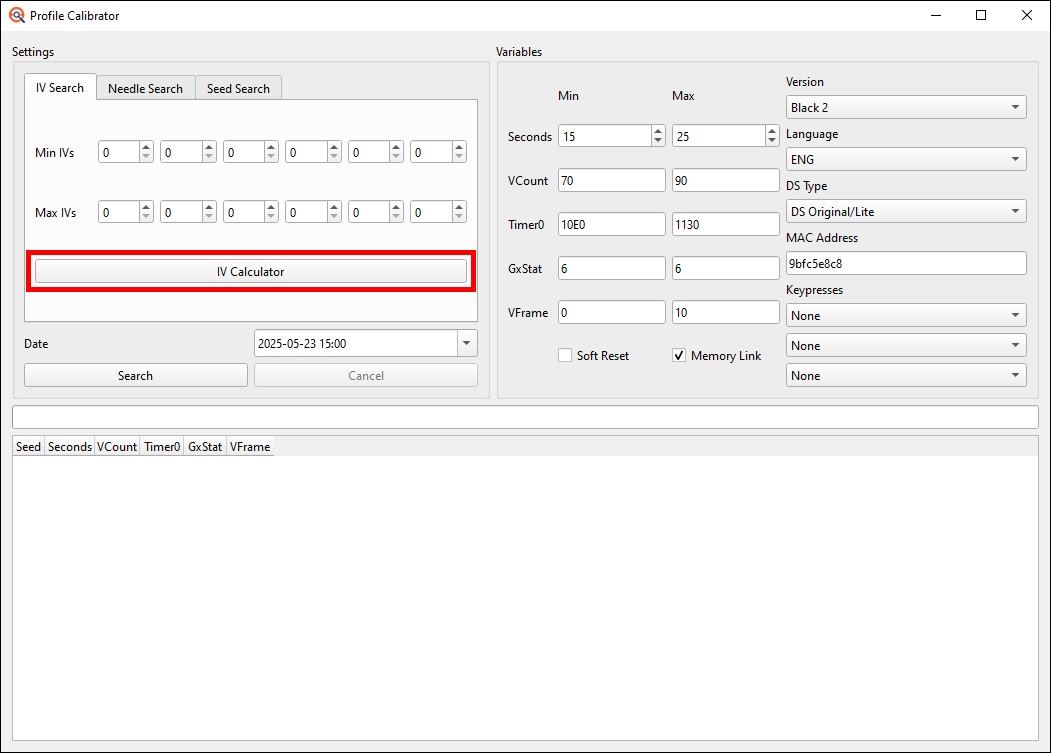 Profile Calibrator
Settings
IV Search Needle Search Seed Search
Min IVs 0 0 0 0 0 0
Max IVs 0 0 0 0 0 0
IV Calculator
Date 2025-05-23 15:00
Search Cancel
Variables
Min Max
Seconds 15 25
VCount 70 90
Timer0 10E0 1130
GxStat 6 6
VFrame 0 10
Soft Reset Memory Link
Version
Black 2
Language
ENG
DS Type
DS Original/Lite
MAC Address
9bfc5e8c8
Keypresses
None
None
None
Seed Seconds VCount Timer0 GxStat VFrame